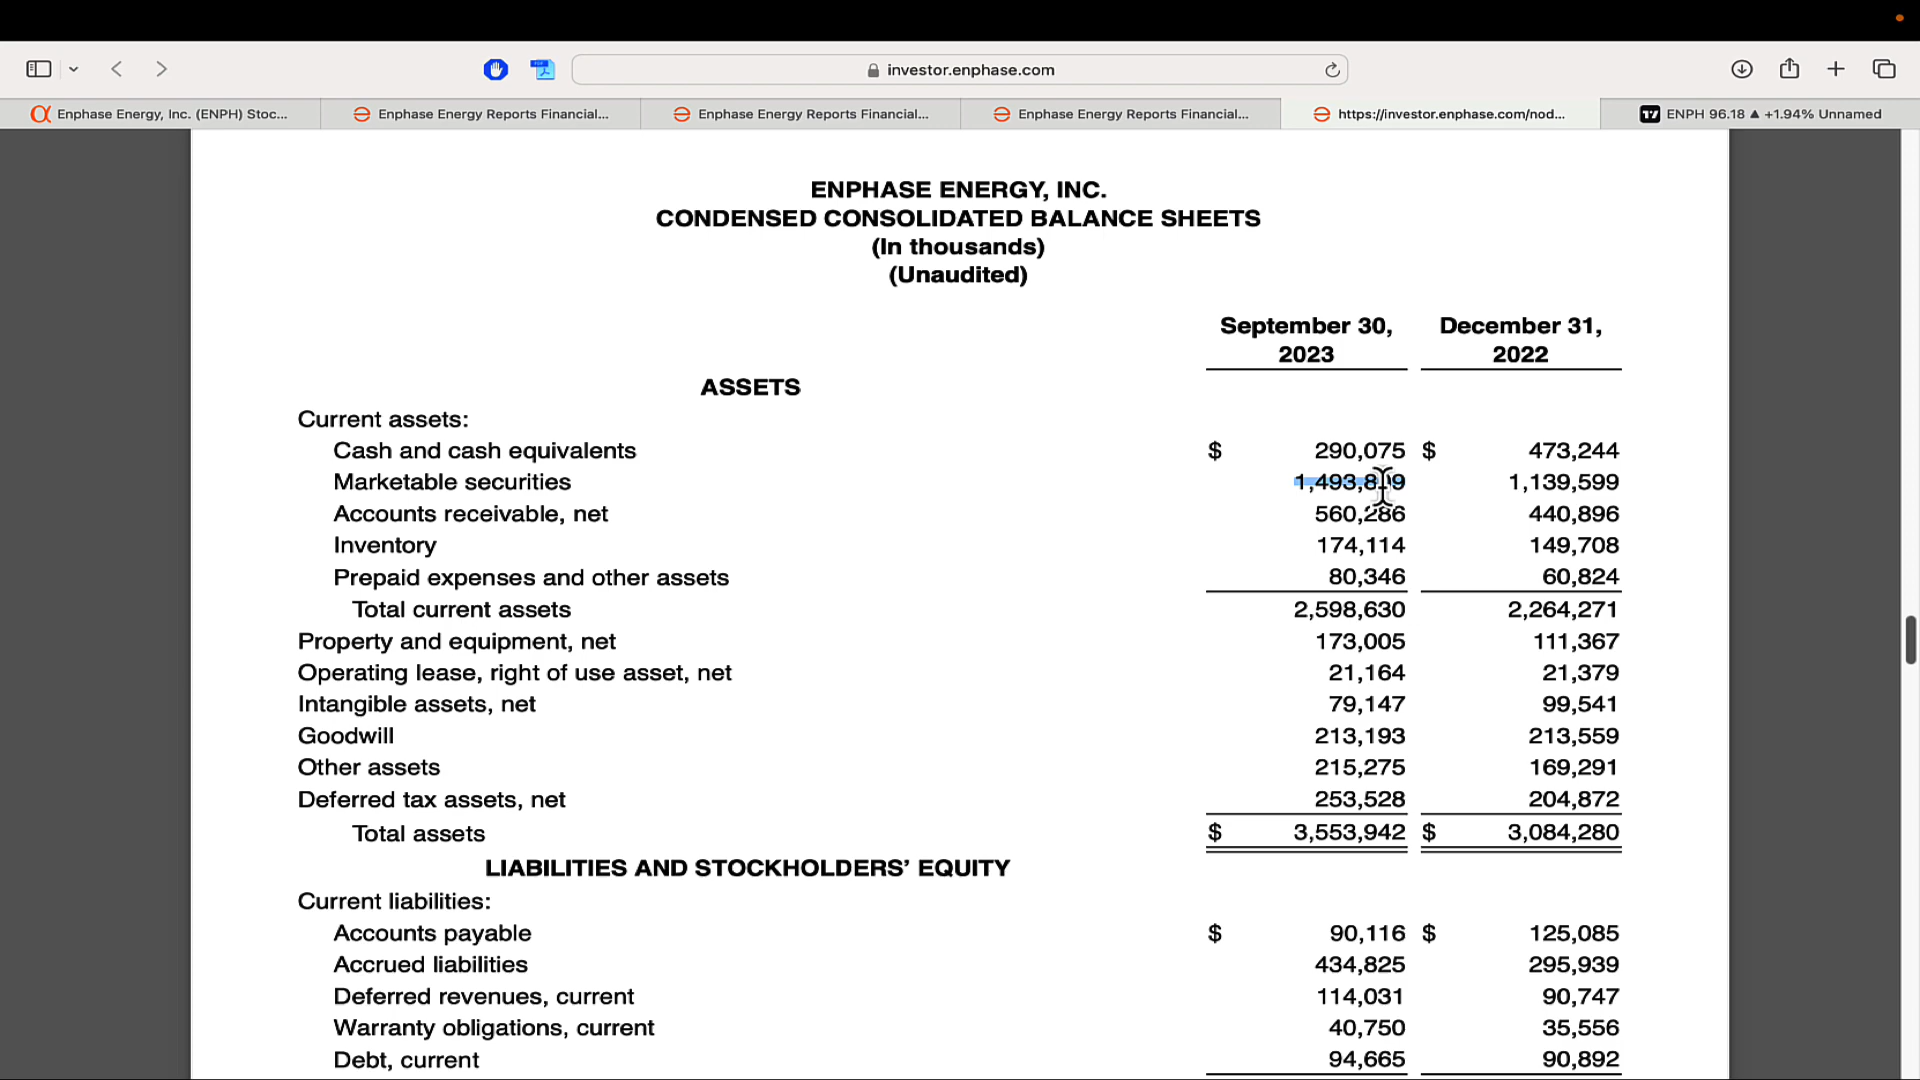 investor.enphase.com
Enphase Energy, Inc. (ENPH) Stoc...
Enphase Energy Reports Financial...
Enphase Energy Reports Financial...
Enphase Energy Reports Financial...
https://investor.enphase.com/nod...
ENPH 96.18 ▲ +1.94% Unnamed
ENPHASE ENERGY, INC.
CONDENSED CONSOLIDATED BALANCE SHEETS
(In thousands)
(Unaudited)
September 30, 2023 December 31, 2022
ASSETS
Current assets:
Cash and cash equivalents $ 290,075 $ 473,244
Marketable securities 1,493,809 1,139,599
Accounts receivable, net 560,286 440,896
Inventory 174,114 149,708
Prepaid expenses and other assets 80,346 60,824
Total current assets 2,598,630 2,264,271
Property and equipment, net 173,005 111,367
Operating lease, right of use asset, net 21,164 21,379
Intangible assets, net 79,147 99,541
Goodwill 213,193 213,559
Other assets 215,275 169,291
Deferred tax assets, net 253,528 204,872
Total assets $ 3,553,942 $ 3,084,280
LIABILITIES AND STOCKHOLDERS’ EQUITY
Current liabilities:
Accounts payable $ 90,116 $ 125,085
Accrued liabilities 434,825 295,939
Deferred revenues, current 114,031 90,747
Warranty obligations, current 40,750 35,556
Debt, current 94,665 90,892